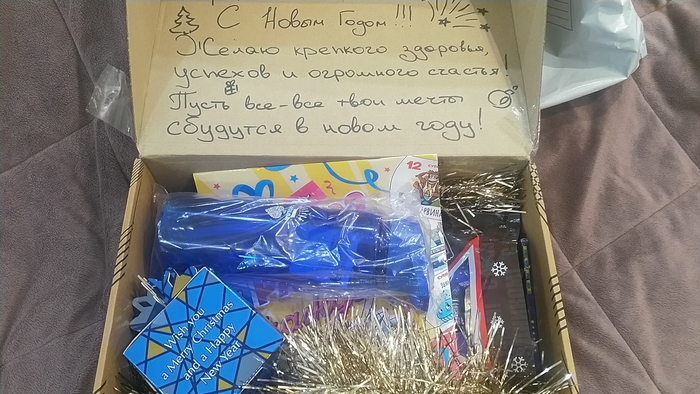 С Новым Годом!!!
Желаю крепкого здоровья,
успехов и огромного счастья!
Пусть все-все твои мечты
сбудутся в новом году!
12
Wish you
a Merry Christmas
and a Happy
New Year